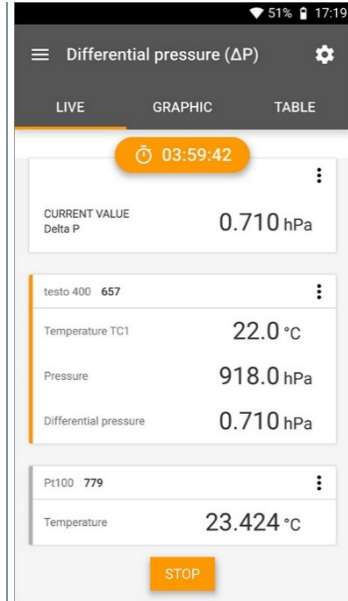 51% 17:19
Differential pressure (ΔP)
LIVE GRAPHIC TABLE
03:59:42
CURRENT VALUE
Delta P 0.710 hPa
testo 400 657
Temperature TC1 22.0 °C
Pressure 918.0 hPa
Differential pressure 0.710 hPa
Pt100 779
Temperature 23.424 °C
STOP